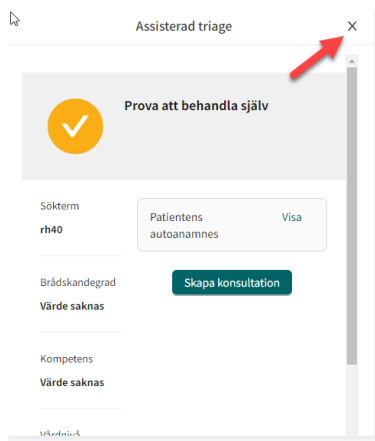 Assisterad triage
Prova att behandla själv
Sökterm
rh40
Patientens
autoanamnes
Visa
Brådskandegrad
Värde saknas
Skapa konsultation
Kompetens
Värde saknas
Vårdnivå